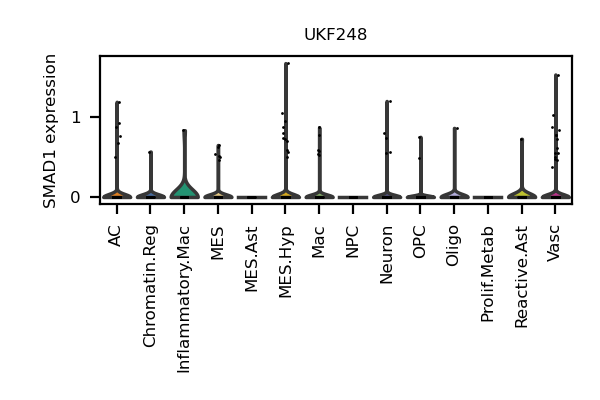 UKF248
SMAD1 expression
1
0
AC
Chromatin.Reg
Inflammatory.Mac
MES
MES.Ast
MES.Hyp
Mac
NPC
Neuron
OPC
Oligo
Prolif.Metab
Reactive.Ast
Vasc